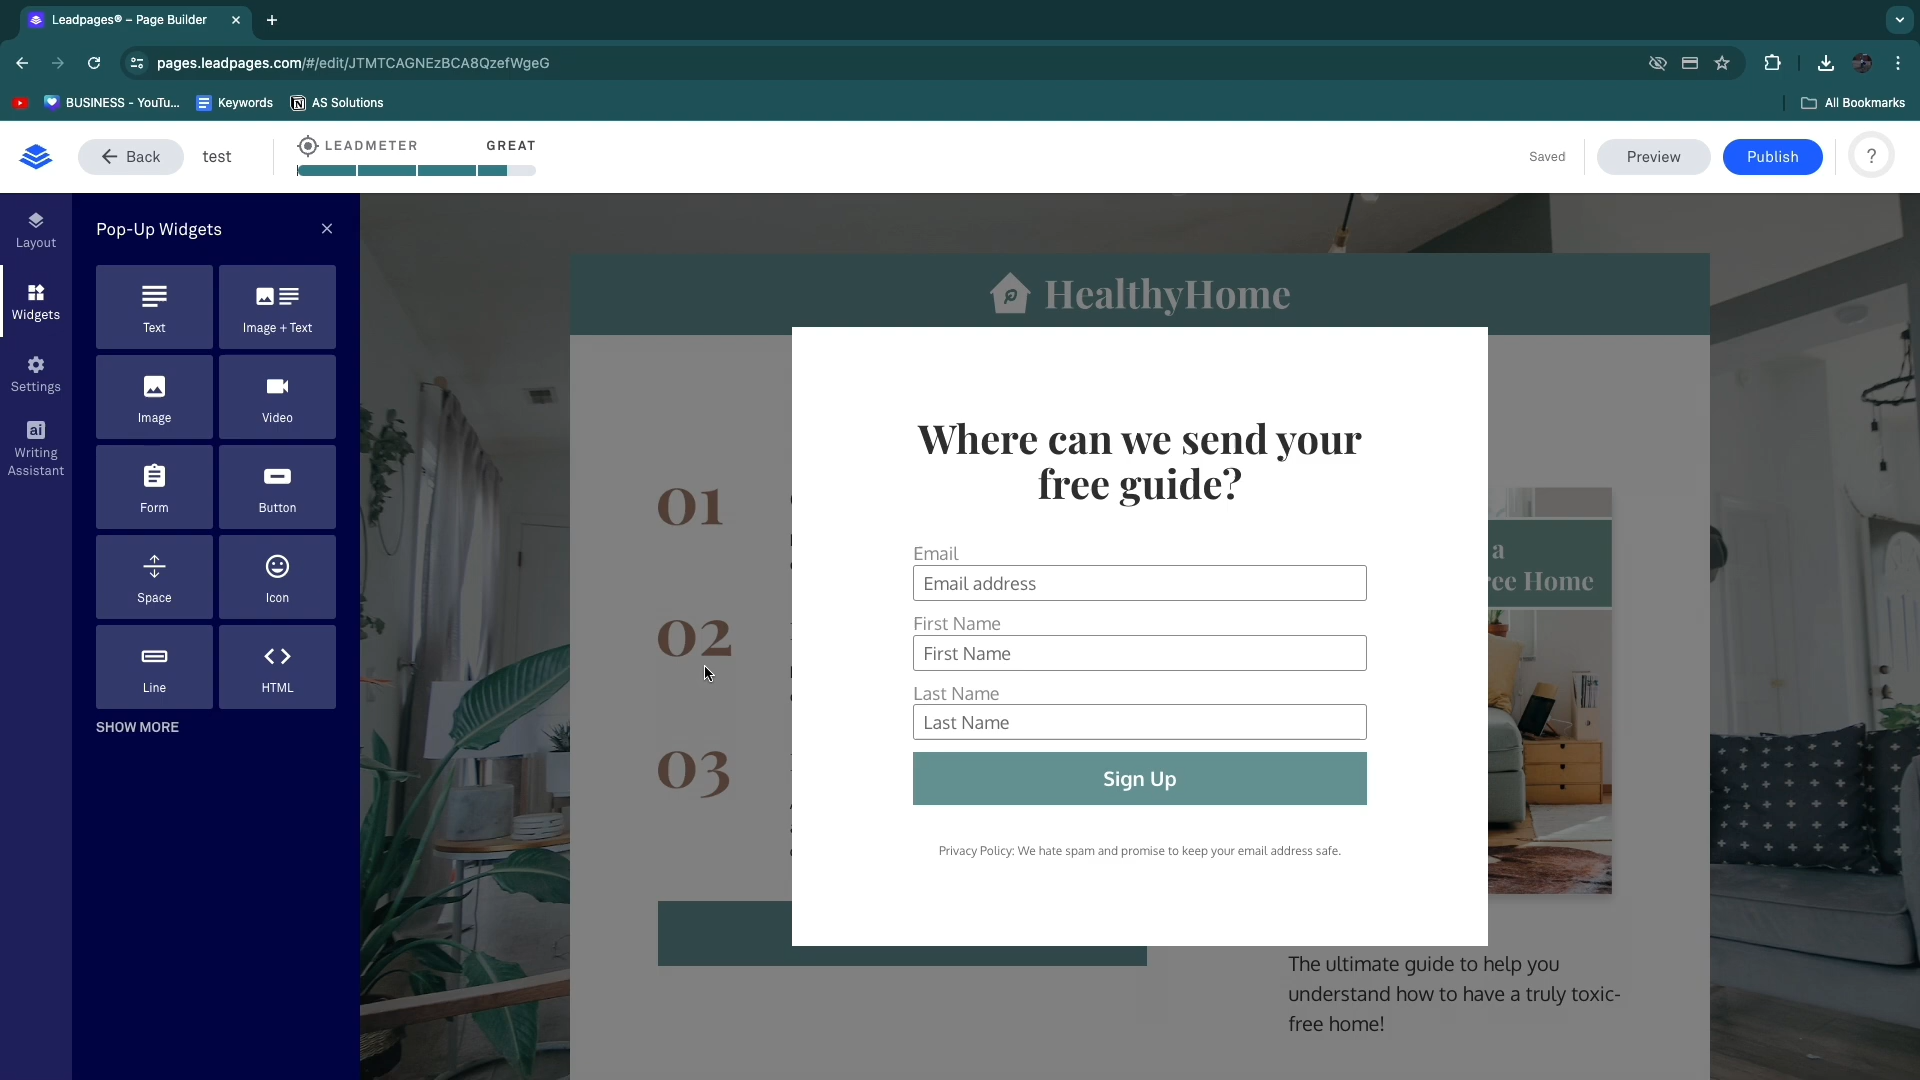 Leadpages® – Page Builder
pages.leadpages.com/#/edit/JTMTCAGNEzBCA8QzefWgeG
BUSINESS - YouTu...
Keywords
AS Solutions
All Bookmarks
Back
test
LEADMETER
GREAT
Saved
Preview
Publish
?
Layout
Widgets
Settings
ai
Writing
Assistant
Pop-Up Widgets
Text
Image + Text
Image
Video
Form
Button
Space
Icon
Line
HTML
SHOW MORE
HealthyHome
01
02
03
Where can we send your
free guide?
Email
Email address
First Name
First Name
Last Name
Last Name
Sign Up
Privacy Policy: We hate spam and promise to keep your email address safe.
a
ee Home
The ultimate guide to help you
understand how to have a truly toxic-
free home!